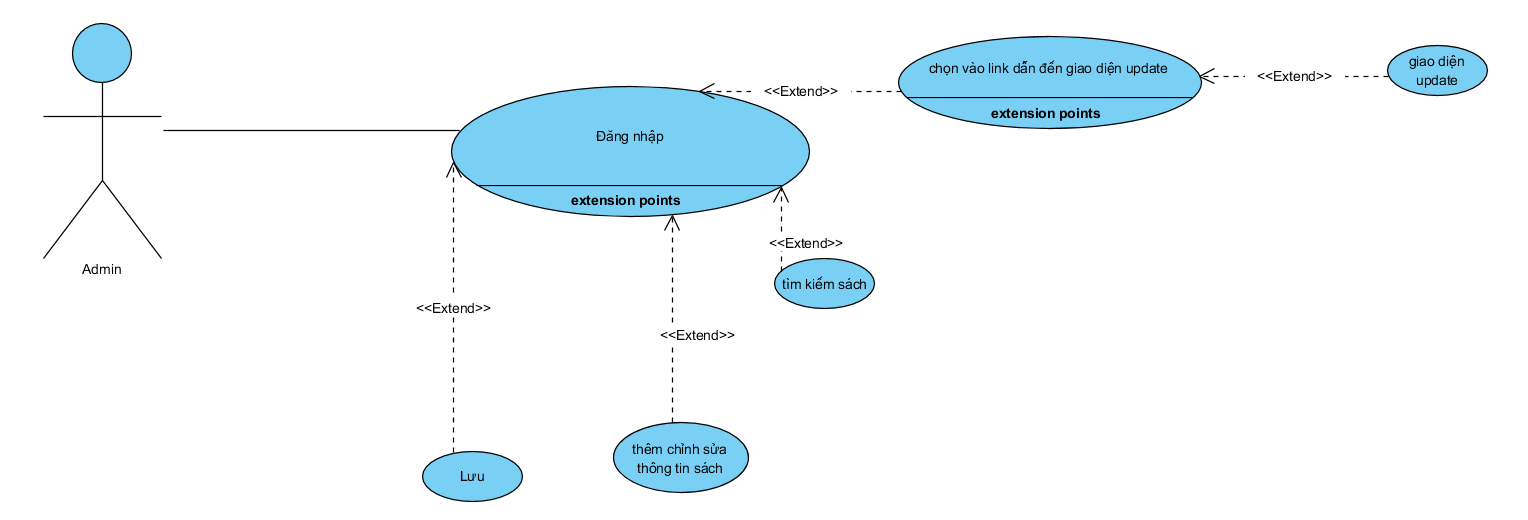 chọn vào link dẫn đến giao diện update
extension points
<<Extend>>
giao diện
update
<<Extend>>
Đăng nhập
extension points
Admin
<<Extend>>
tìm kiếm sách
<<Extend>>
<<Extend>>
thêm chỉnh sửa
thông tin sách
Lưu